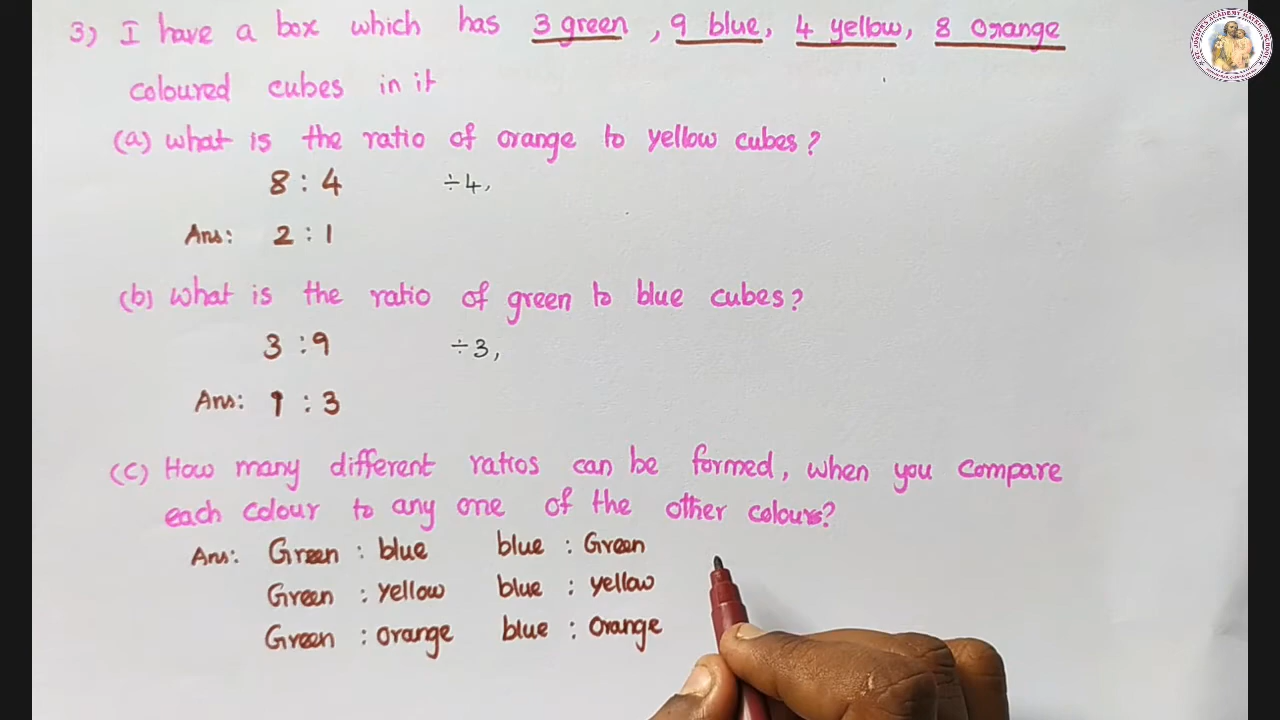 3) I have a box which has 3 green, 9 blue, 4 yellow, 8 orange
coloured cubes in it
(a) what is the ratio of orange to yellow cubes?
8 : 4 ÷4,
Ans: 2 : 1
(b) What is the ratio of green to blue cubes?
3 : 9 ÷3,
Ans: 1 : 3
(C) How many different ratios can be formed, when you compare
each colour to any one of the other colours?
Ans: Green : blue blue : Green
Green : yellow blue : yellow
Green : orange blue : orange